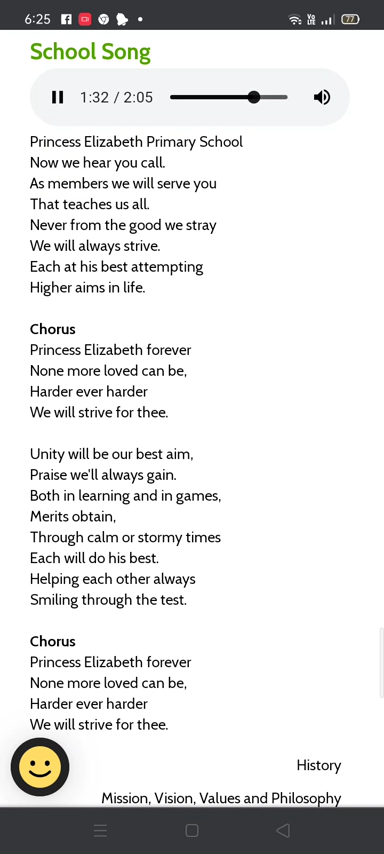 6:25
Vo LTE 77
School Song
1:32 / 2:05
Princess Elizabeth Primary School
Now we hear you call.
As members we will serve you
That teaches us all.
Never from the good we stray
We will always strive.
Each at his best attempting
Higher aims in life.
Chorus
Princess Elizabeth forever
None more loved can be,
Harder ever harder
We will strive for thee.
Unity will be our best aim,
Praise we'll always gain.
Both in learning and in games,
Merits obtain,
Through calm or stormy times
Each will do his best.
Helping each other always
Smiling through the test.
Chorus
Princess Elizabeth forever
None more loved can be,
Harder ever harder
We will strive for thee.
History
Mission, Vision, Values and Philosophy